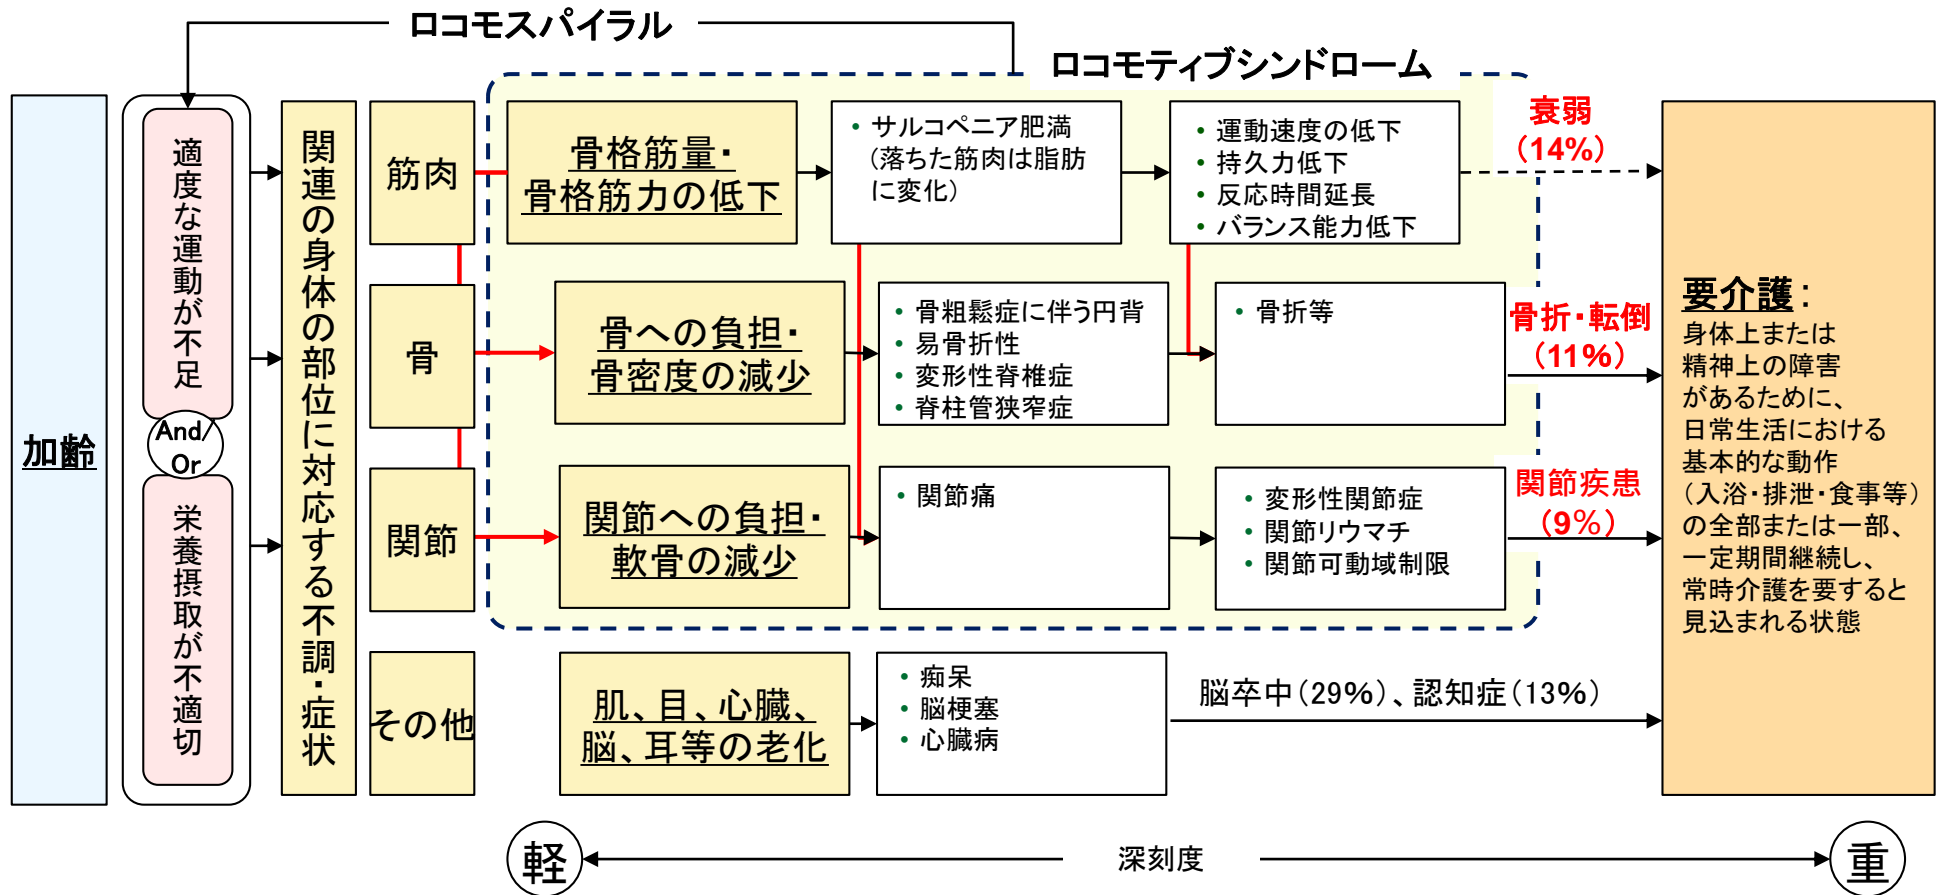 ロコモスパイラル
ロコモティブシンドローム
加齢
適度な運動が不足
And/
Or
栄養摂取が不適切
関連の身体の部位に対応する不調・症状
筋肉
骨格筋量・
骨格筋力の低下
• サルコペニア肥満
(落ちた筋肉は脂肪
に変化)
• 運動速度の低下
• 持久力低下
• 反応時間延長
• バランス能力低下
衰弱
(14%)
骨
骨への負担・
骨密度の減少
• 骨粗鬆症に伴う円背
• 易骨折性
• 変形性脊椎症
• 脊柱管狭窄症
• 骨折等
骨折・転倒
(11%)
関節
関節への負担・
軟骨の減少
• 関節痛
• 変形性関節症
• 関節リウマチ
• 関節可動域制限
関節疾患
(9%)
その他
肌、目、心臓、
脳、耳等の老化
• 痴呆
• 脳梗塞
• 心臓病
脳卒中(29%)、認知症(13%)
要介護:
身体上または
精神上の障害
があるために、
日常生活における
基本的な動作
(入浴・排泄・食事等)
の全部または一部、
一定期間継続し、
常時介護を要すると
見込まれる状態
軽
深刻度
重